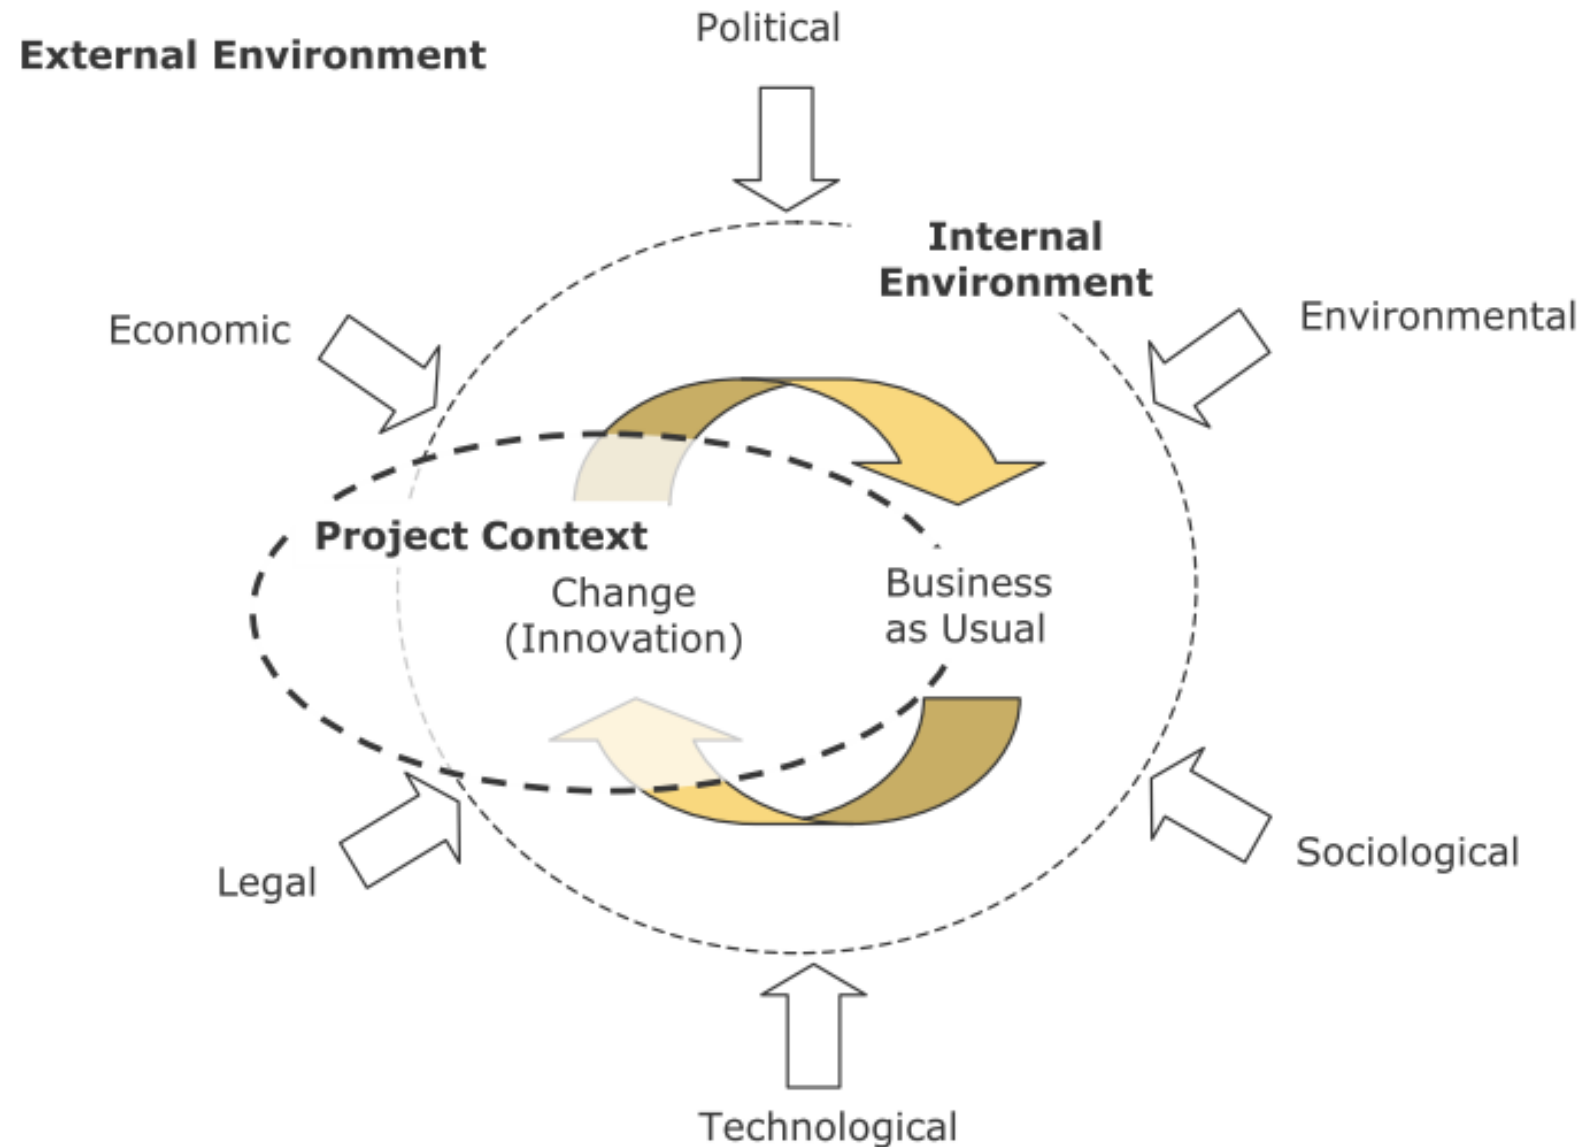 Political
External Environment
Internal
Environment
Economic
Environmental
Project Context
Change
(Innovation)
Business
as Usual
Legal
Sociological
Technological